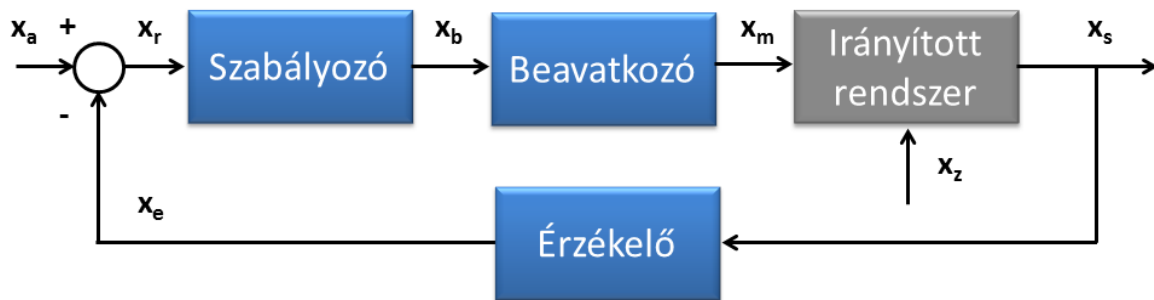 xa
+
-
xr
Szabályozó
xb
Beavatkozó
xm
Irányított
rendszer
xs
xz
xe
Érzékelő